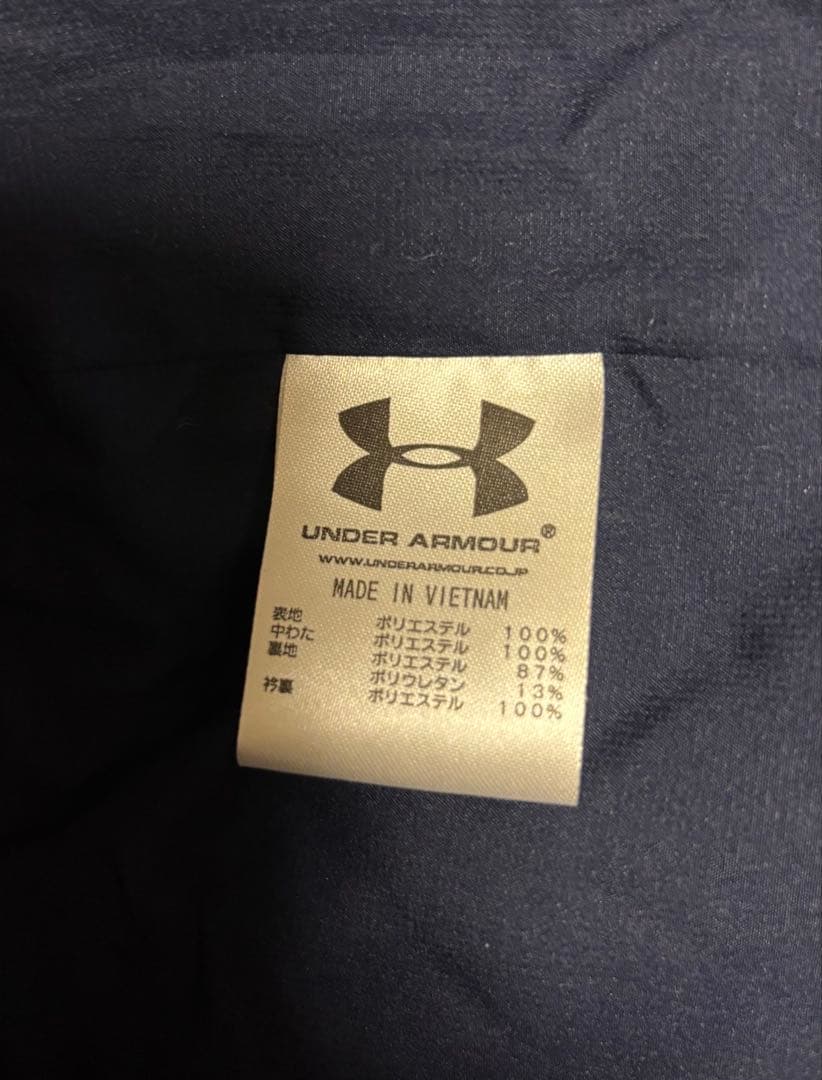 UNDER ARMOUR®
WWW.UNDERARMOUR.CO.JP
MADE IN VIETNAM
表地 ポリエステル 100%
中わた ポリエステル 100%
裏地 ポリエステル 87%
ポリウレタン 13%
衿裏 ポリエステル 100%